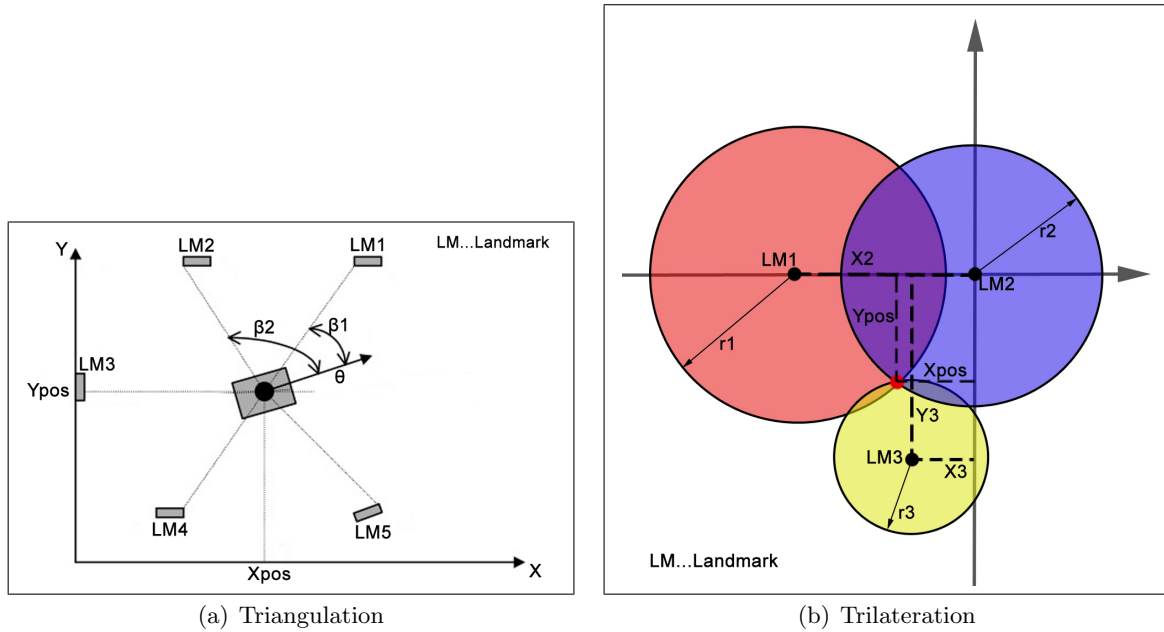 Y
LM2
LM1
LM...Landmark
β2
β1
LM3
θ
Ypos
LM4
LM5
Xpos
X
(a) Triangulation
r2
LM1
X2
LM2
Ypos
r1
Xpos
Y3
LM3
X3
r3
LM...Landmark
(b) Trilateration